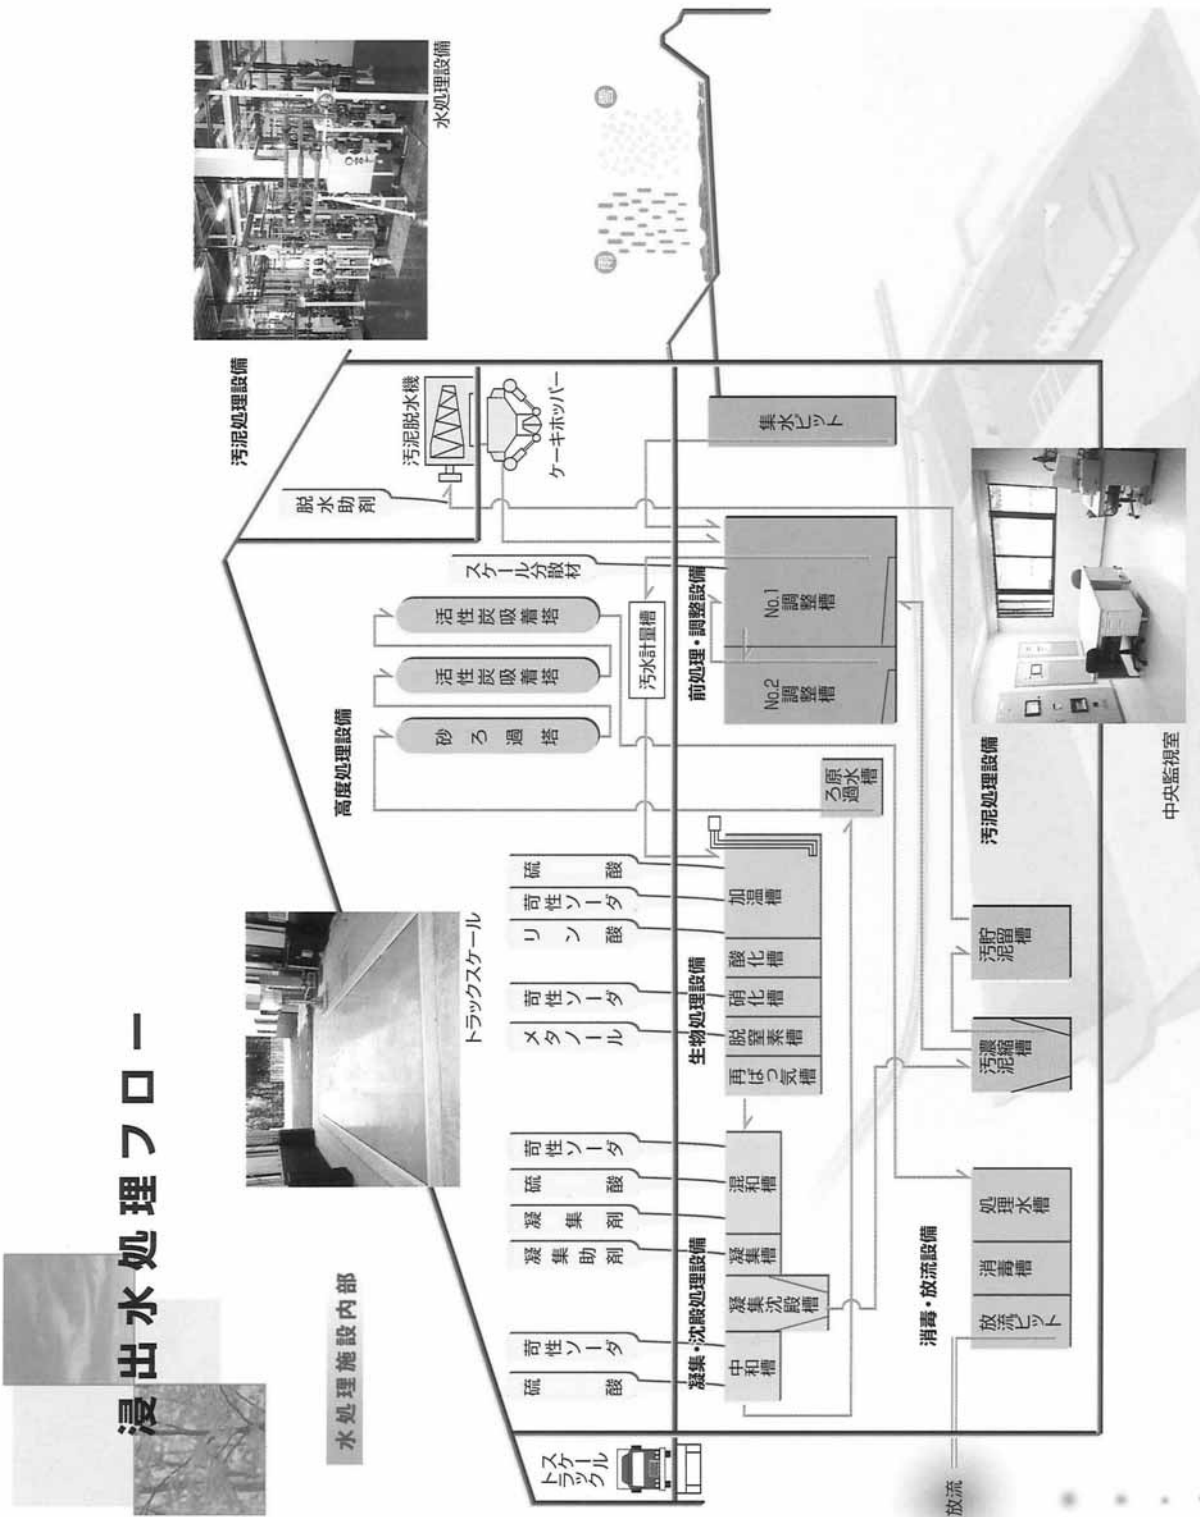 浸出水処理フロー
水処理施設内部
トラックスケール
水処理設備
トラック
スケール
硫酸
苛性ソーダ
凝集助剤
凝集剤
硫酸
苛性ソーダ
メタノール
苛性ソーダ
リン酸
苛性ソーダ
硫酸
高度処理設備
砂ろ過塔
活性炭吸着塔
活性炭吸着塔
スケール分散材
汚泥処理設備
脱水助剤
汚泥脱水機
ケーキホッパー
雨
雪
凝集・沈殿処理設備
中和槽
凝集沈殿槽
凝集槽
混和槽
生物処理設備
再ばっ気槽
脱窒素槽
硝化槽
酸化槽
加温槽
ろ過
原水槽
汚水計量槽
前処理・調整設備
No.2
調整槽
No.1
調整槽
集水ピット
消毒・放流設備
放流
放流ピット
消毒槽
処理水槽
汚泥処理設備
汚泥
濃縮槽
汚泥
貯留槽
中央監視室